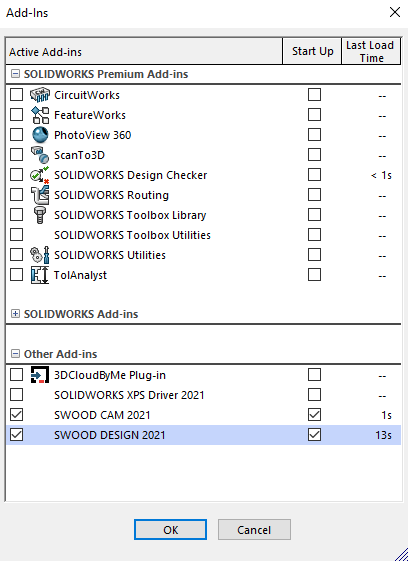 Add-Ins
Active Add-ins Start Up Last Load Time
SOLIDWORKS Premium Add-ins
CircuitWorks --
FeatureWorks --
PhotoView 360 --
ScanTo3D --
SOLIDWORKS Design Checker < 1s
SOLIDWORKS Routing --
SOLIDWORKS Toolbox Library --
SOLIDWORKS Toolbox Utilities --
SOLIDWORKS Utilities --
TolAnalyst --
SOLIDWORKS Add-ins
Other Add-ins
3DCloudByMe Plug-in --
SOLIDWORKS XPS Driver 2021 --
SWOOD CAM 2021 1s
SWOOD DESIGN 2021 13s
OK Cancel